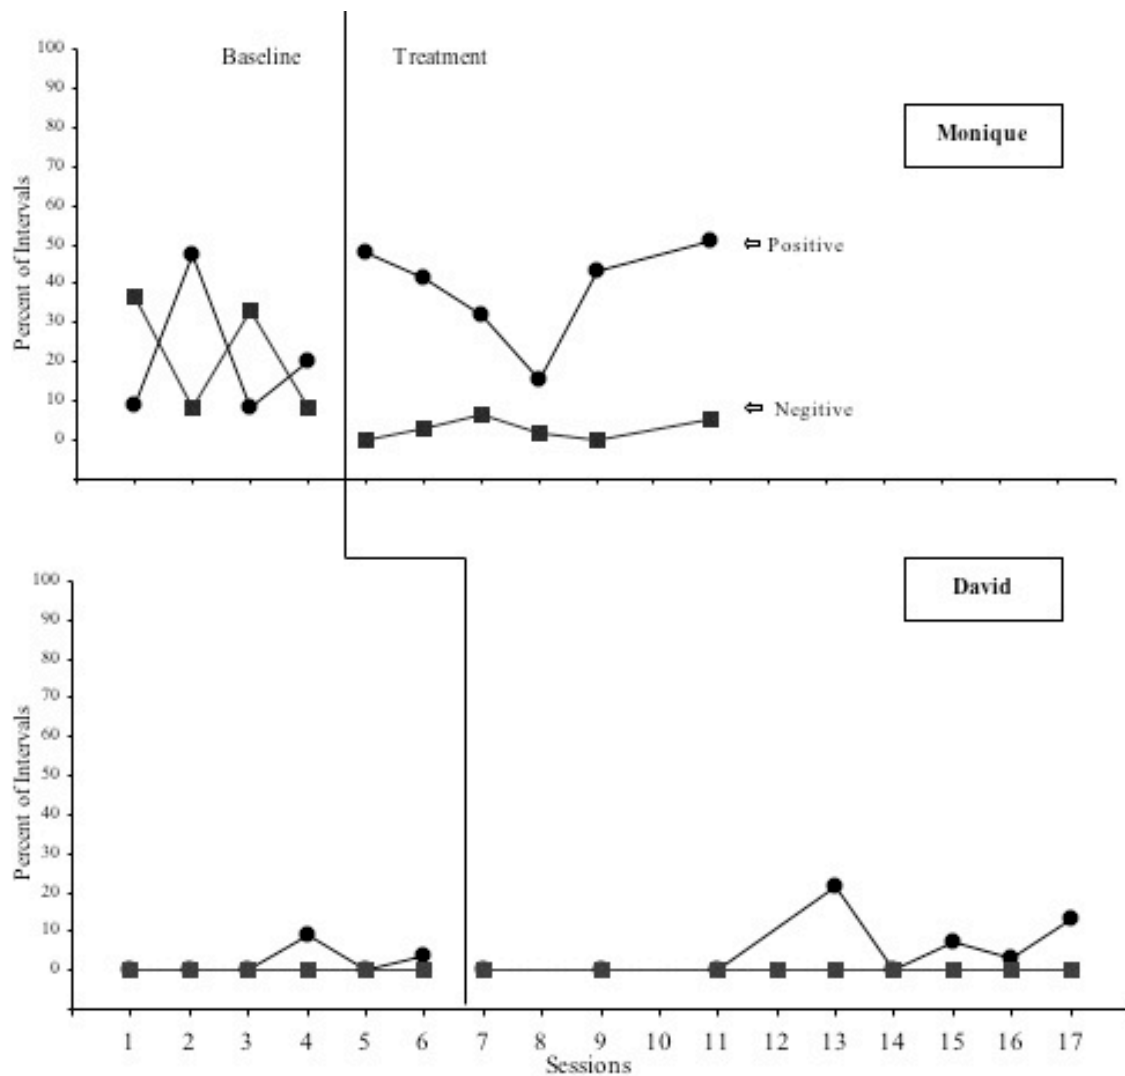 Baseline
Treatment
Monique
Percent of Intervals
100
90
80
70
60
50
40
30
20
10
0
Positive
Negitive
David
Percent of Intervals
100
90
80
70
60
50
40
30
20
10
0
1 2 3 4 5 6 7 8 9 10 11 12 13 14 15 16 17
Sessions